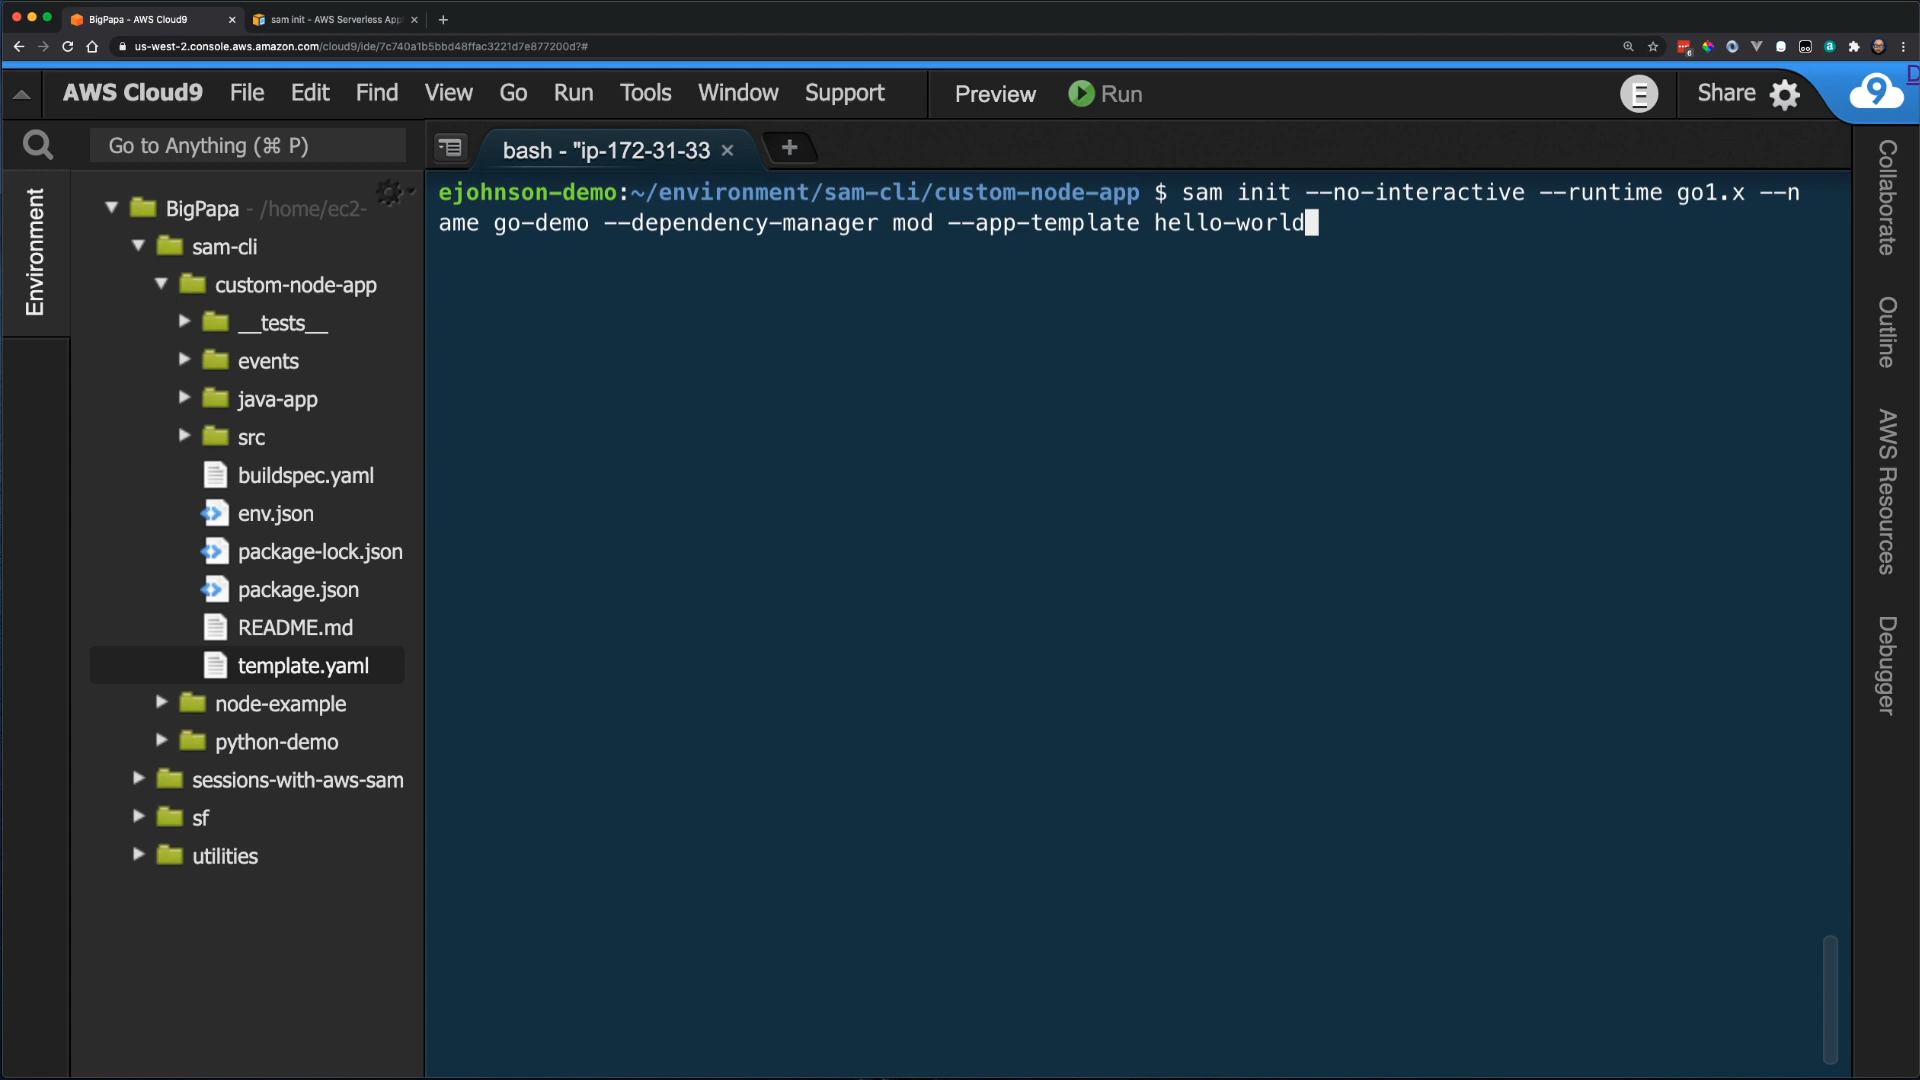 BigPapa - AWS Cloud9
sam init - AWS Serverless App
us-west-2.console.aws.amazon.com/cloud9/ide/7c740a1b5bbd48ffac3221d7e877200d?#
AWS Cloud9 File Edit Find View Go Run Tools Window Support Preview Run
E Share 9 D
Go to Anything (⌘ P)
bash - "ip-172-31-33
Environment
BigPapa - /home/ec2-
sam-cli
custom-node-app
__tests__
events
java-app
src
buildspec.yaml
env.json
package-lock.json
package.json
README.md
template.yaml
node-example
python-demo
sessions-with-aws-sam
sf
utilities
ejohnson-demo:~/environment/sam-cli/custom-node-app $ sam init --no-interactive --runtime go1.x --n
ame go-demo --dependency-manager mod --app-template hello-world
Collaborate
Outline
AWS Resources
Debugger